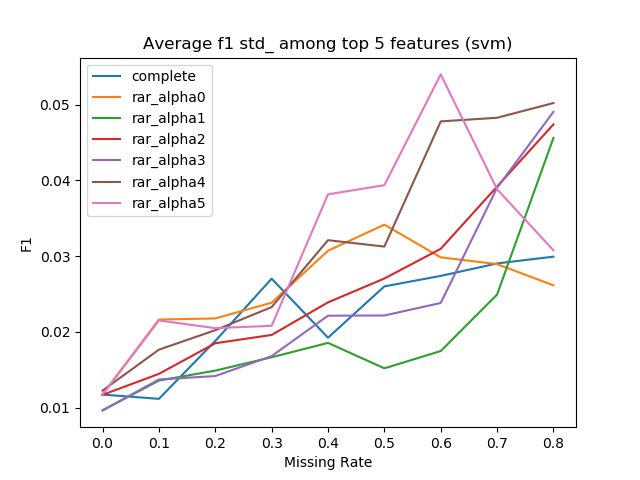 Average f1 std_ among top 5 features (svm)
complete
rar_alpha0
rar_alpha1
rar_alpha2
rar_alpha3
rar_alpha4
rar_alpha5
0.05
0.04
0.03
0.02
0.01
F1
0.0 0.1 0.2 0.3 0.4 0.5 0.6 0.7 0.8
Missing Rate